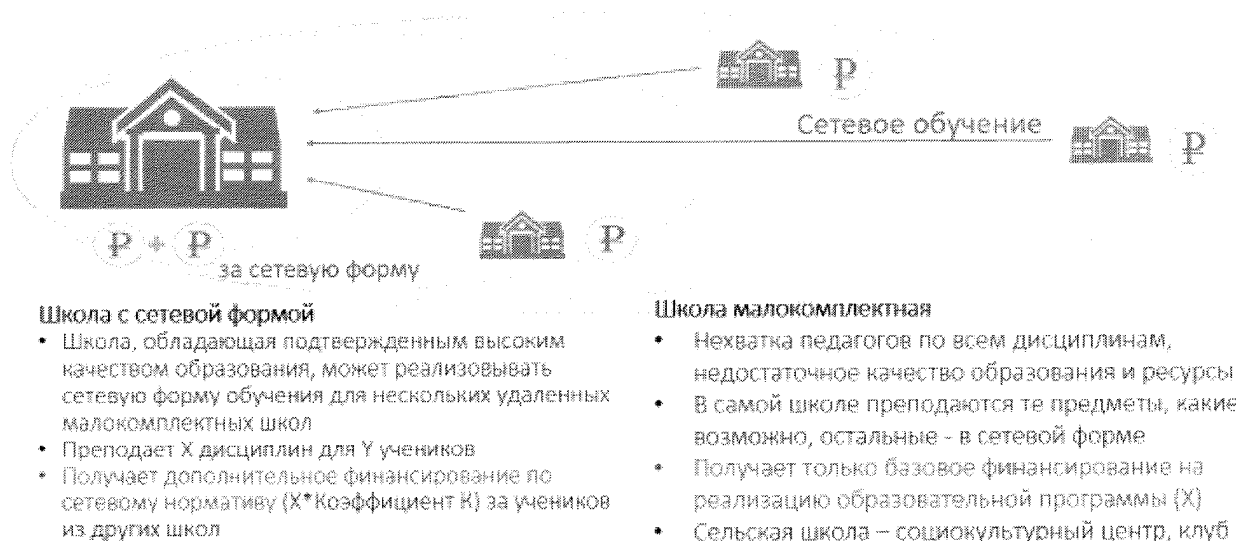 ₽
Сетевое обучение
₽
₽ + ₽
₽
за сетевую форму
Школа с сетевой формой
• Школа, обладающая подтвержденным высоким
качеством образования, может реализовывать
сетевую форму обучения для нескольких удаленных
малокомплектных школ
• Преподает X дисциплин для Y учеников
• Получает дополнительное финансирование по
сетевому нормативу (X*Коэффициент К) за учеников
из других школ
Школа малокомплектная
• Нехватка педагогов по всем дисциплинам,
недостаточное качество образования и ресурсы
• В самой школе преподаются те предметы, какие
возможно, остальные - в сетевой форме
• Получает только базовое финансирование на
реализацию образовательной программы (X)
• Сельская школа – социокультурный центр, клуб